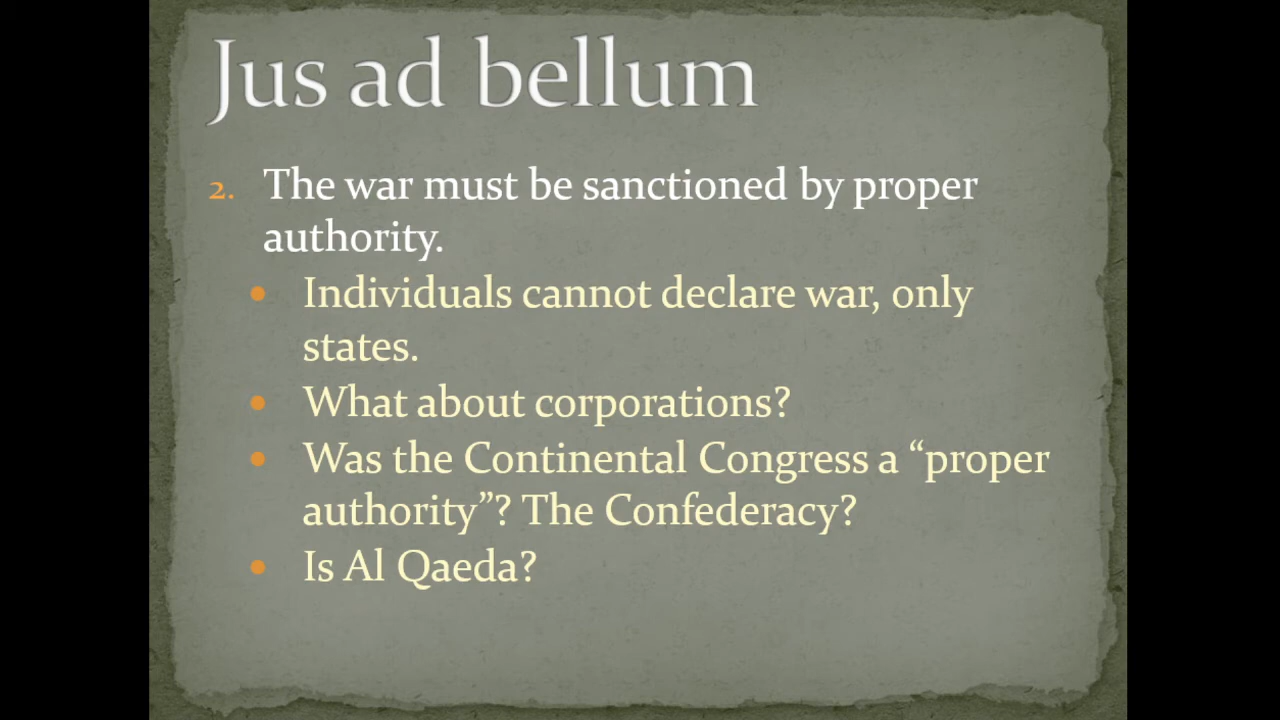 Jus ad bellum
2. The war must be sanctioned by proper
authority.
• Individuals cannot declare war, only
states.
• What about corporations?
• Was the Continental Congress a “proper
authority”? The Confederacy?
• Is Al Qaeda?